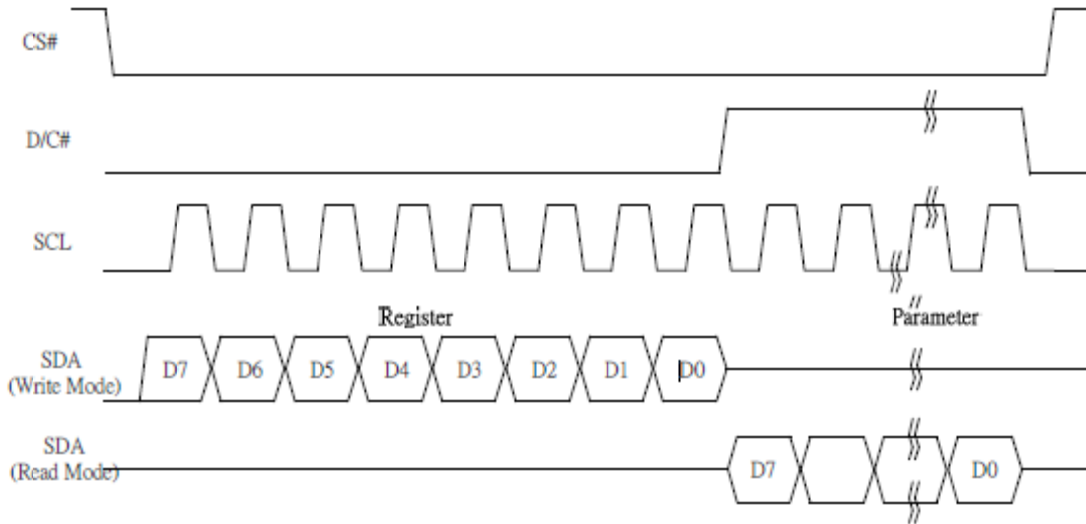 CS#
D/C#
SCL
Register
Parameter
SDA
(Write Mode)
D7
D6
D5
D4
D3
D2
D1
D0
SDA
(Read Mode)
D7
D0